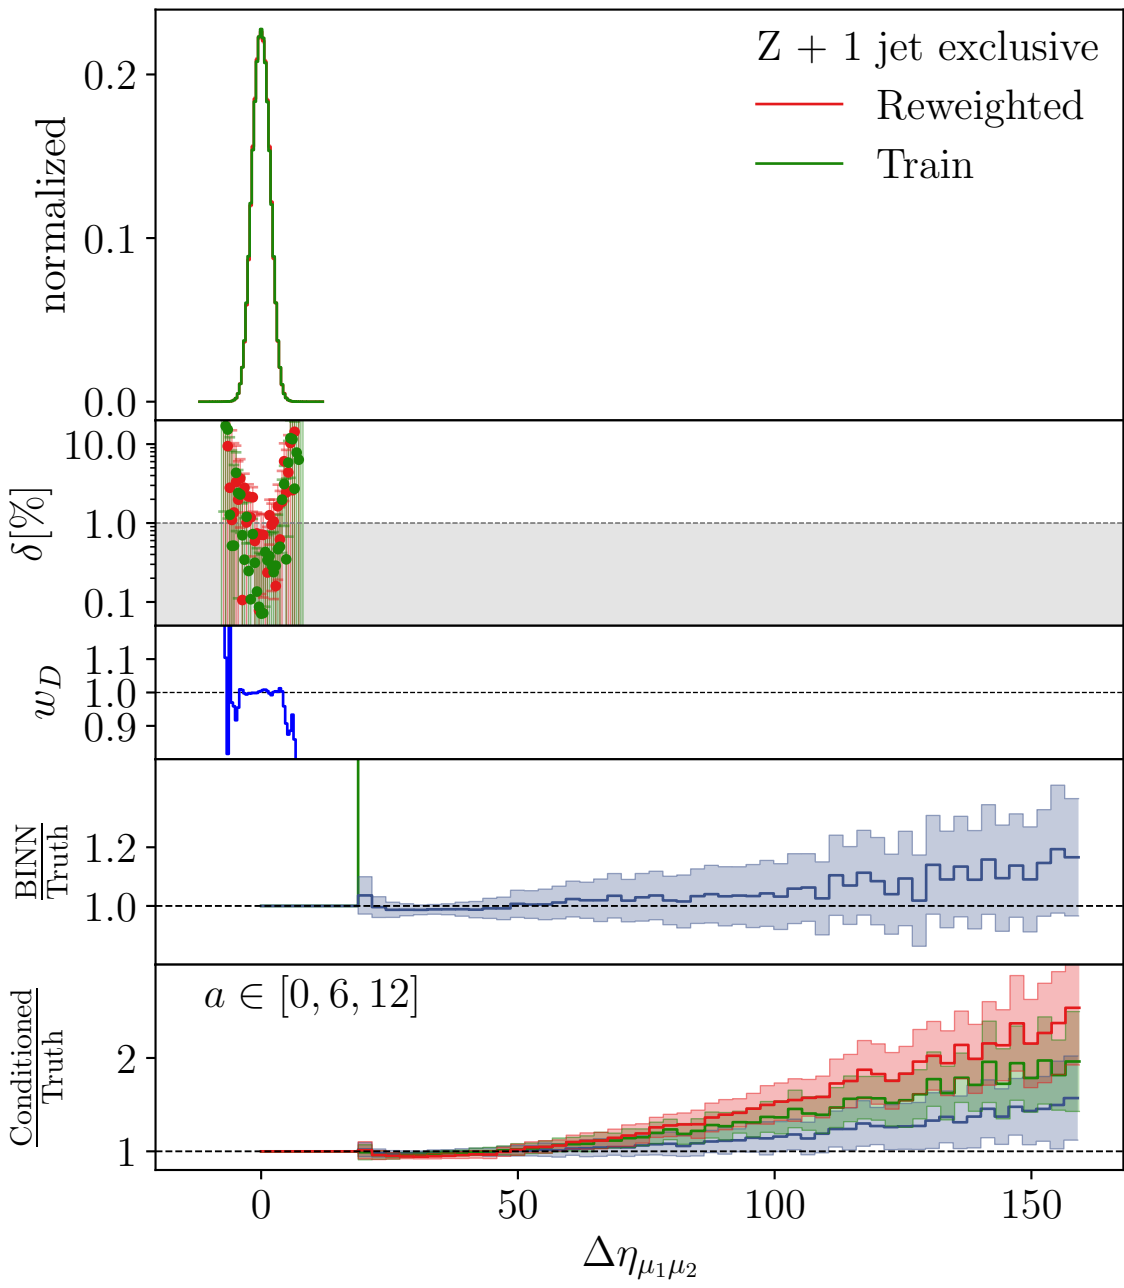 Z + 1 jet exclusive
Reweighted
Train
normalized
0.2
0.1
0.0
δ[%]
10.0
1.0
0.1
w_D
1.1
1.0
0.9
BINN
Truth
1.2
1.0
a ∈ [0, 6, 12]
Conditioned
Truth
2
1
0 50 100 150
Δη_{μ₁μ₂}